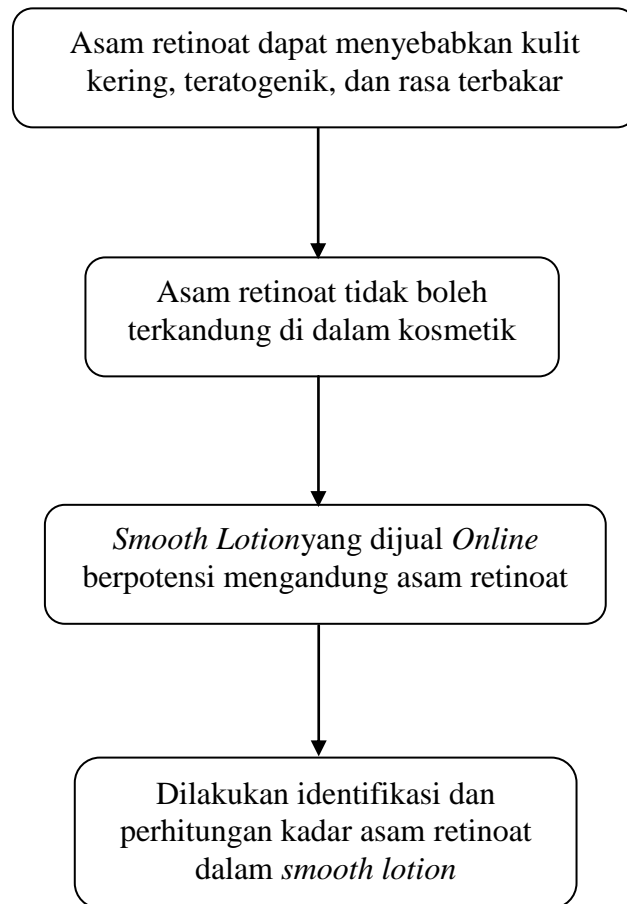 Asam retinoat dapat menyebabkan kulit
kering, teratogenik, dan rasa terbakar
Asam retinoat tidak boleh
terkandung di dalam kosmetik
Smooth Lotionyang dijual Online
berpotensi mengandung asam retinoat
Dilakukan identifikasi dan
perhitungan kadar asam retinoat
dalam smooth lotion